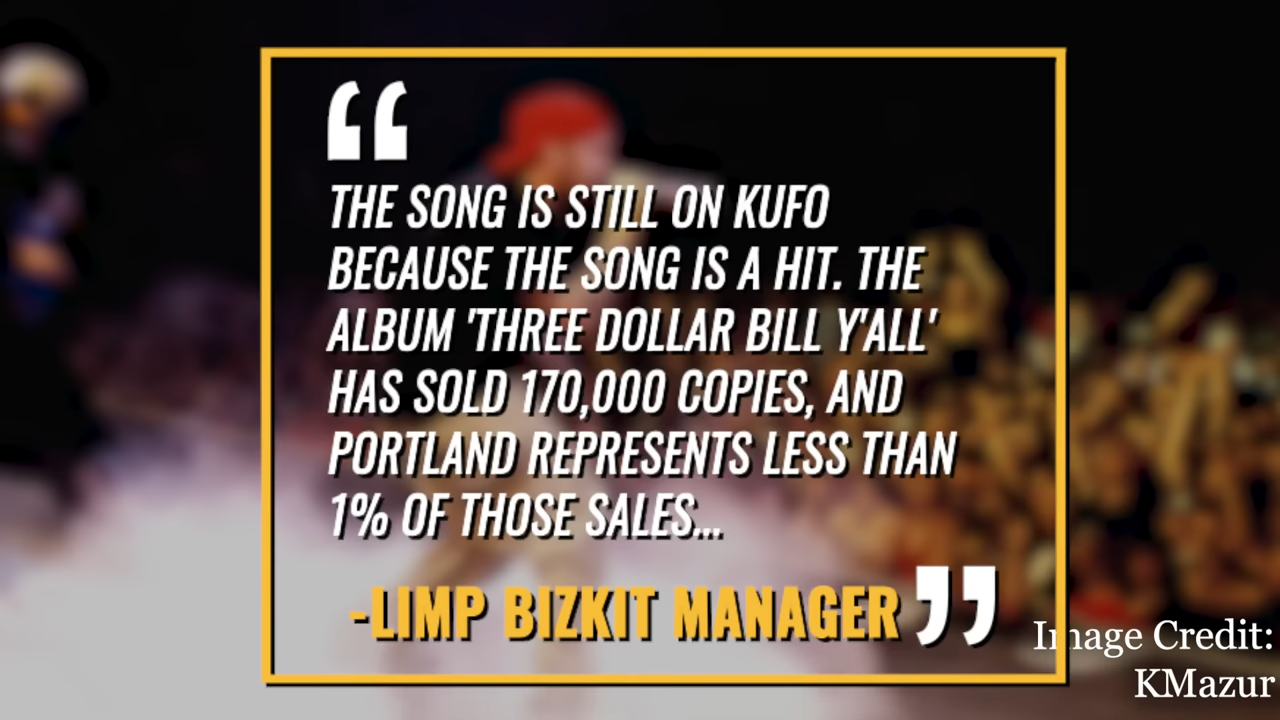 “
THE SONG IS STILL ON KUFO
BECAUSE THE SONG IS A HIT. THE
ALBUM 'THREE DOLLAR BILL Y'ALL'
HAS SOLD 170,000 COPIES, AND
PORTLAND REPRESENTS LESS THAN
1% OF THOSE SALES...
-LIMP BIZKIT MANAGER ”
Image Credit:
KMazur